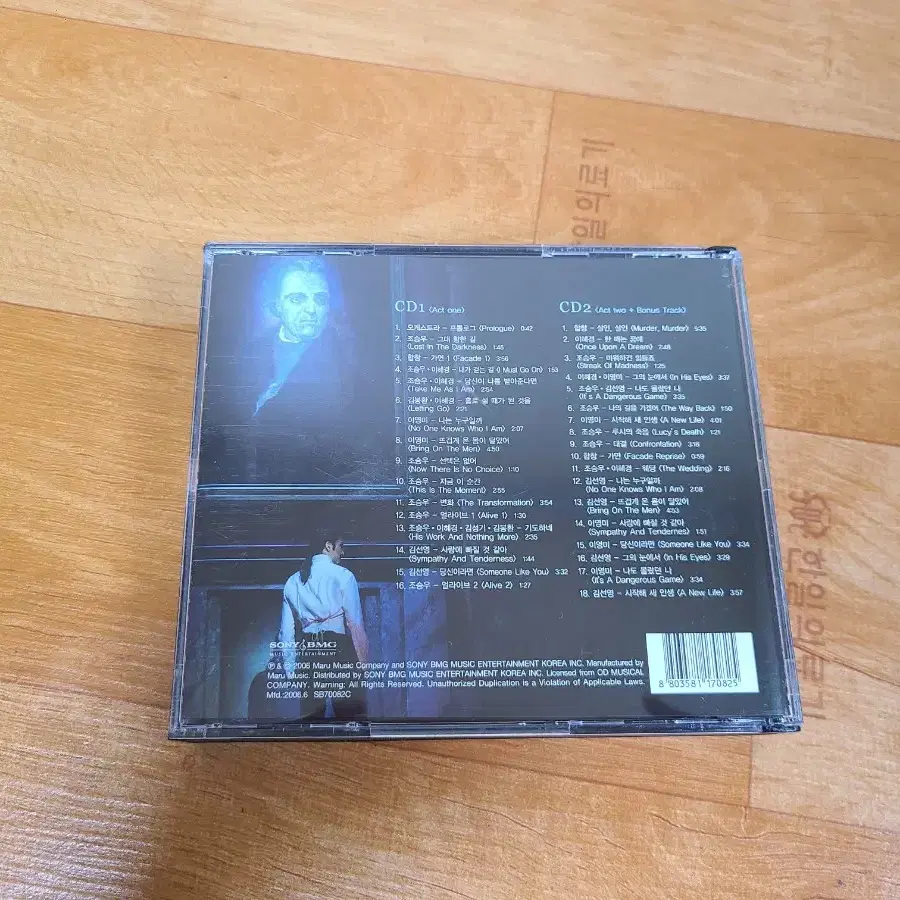 CD1 (Act one)
1. 오케스트라 - 프롤로그 (Prologue) 0:42
2. 조승우 - 그대 향한 길
(Lost In The Darkness) 1:45
3. 합창 - 가면 1 (Facade 1) 3:56
4. 조승우•이혜경 - 내가 갖는 길 (I Must Go On) 1:53
5. 조승우•이혜경 - 당신이 나를 받아준다면
(Take Me As I Am) 2:54
6. 김봉환•이혜경 - 홀로 설 때가 된 것을
(Letting Go) 2:21
7. 이영미 - 나는 누구일까
(No One Knows Who I Am) 2:07
8. 이영미 - 뜨겁게 온 몸이 달았어
(Bring On The Men) 4:50
9. 조승우 - 선택은 없어
(Now There Is No Choice) 1:10
10. 조승우 - 지금 이 순간
(This Is The Moment) 2:55
11. 조승우 - 변화 (The Transformation) 3:54
12. 조승우 - 얼라이브 1 (Alive 1) 1:30
13. 조승우•이혜경•김성기•김봉환 - 기도하네
(His Work And Nothing More) 2:35
14. 김선영 - 사랑에 빠질 것 같아
(Sympathy And Tenderness) 1:44
15. 김선영 - 당신이라면 (Someone Like You) 3:32
16. 조승우 - 얼라이브 2 (Alive 2) 1:27
CD2 (Act two + Bonus Track)
1. 합창 - 살인, 살인 (Murder, Murder) 5:35
2. 이혜경 - 한 때는 꿈에
(Once Upon A Dream) 2:48
3. 조승우 - 미쳐가건
(Streak Of Madness) 1:25
4. 이혜경•이영미 - 그의 눈에서 (In His Eyes) 3:37
5. 조승우•김선영 - 나도 몰랐던 나
(It's A Dangerous Game) 3:35
6. 조승우 - 나의 길을 가겠어 (The Way Back) 1:50
7. 이영미 - 시작해 새 인생 (A New Life) 4:01
8. 조승우 - 루시의 죽음 (Lucy's Death) 1:21
9. 조승우 - 대결 (Confrontation) 3:18
10. 합창 - 가면 (Facade Reprise) 0:59
11. 조승우•이혜경 - 웨딩 (The Wedding) 2:16
12. 김선영 - 나는 누구일까
(No One Knows Who I Am) 2:08
13. 김선영 - 뜨겁게 온 몸이 달았어
(Bring On The Men) 4:53
14. 이영미 - 사랑에 빠질 것 같아
(Sympathy And Tendernes) 1:51
15. 이영미 - 당신이라면 (Someone Like You) 3:34
16. 김선영 - 그의 눈에서 (In His Eyes) 3:29
17. 이영미 - 나도 몰랐던 나
(It's A Dangerous Game) 3:34
18. 김선영 - 시작해 새 인생 (A New Life) 3:57
SONY BMG
MUSIC ENTERTAINMENT
℗ & © 2006 Maru Music Company and SONY BMG MUSIC ENTERTAINMENT KOREA INC. Manufactured by
Maru Music. Distributed by SONY BMG MUSIC ENTERTAINMENT KOREA INC. Licensed from OD MUSICAL
COMPANY. Warning: All Rights Reserved. Unauthorized Duplication is a Violation of Applicable Laws.
Mfd:2006.6 SB70082C
8 803581 170825
일의료기
한일의료기